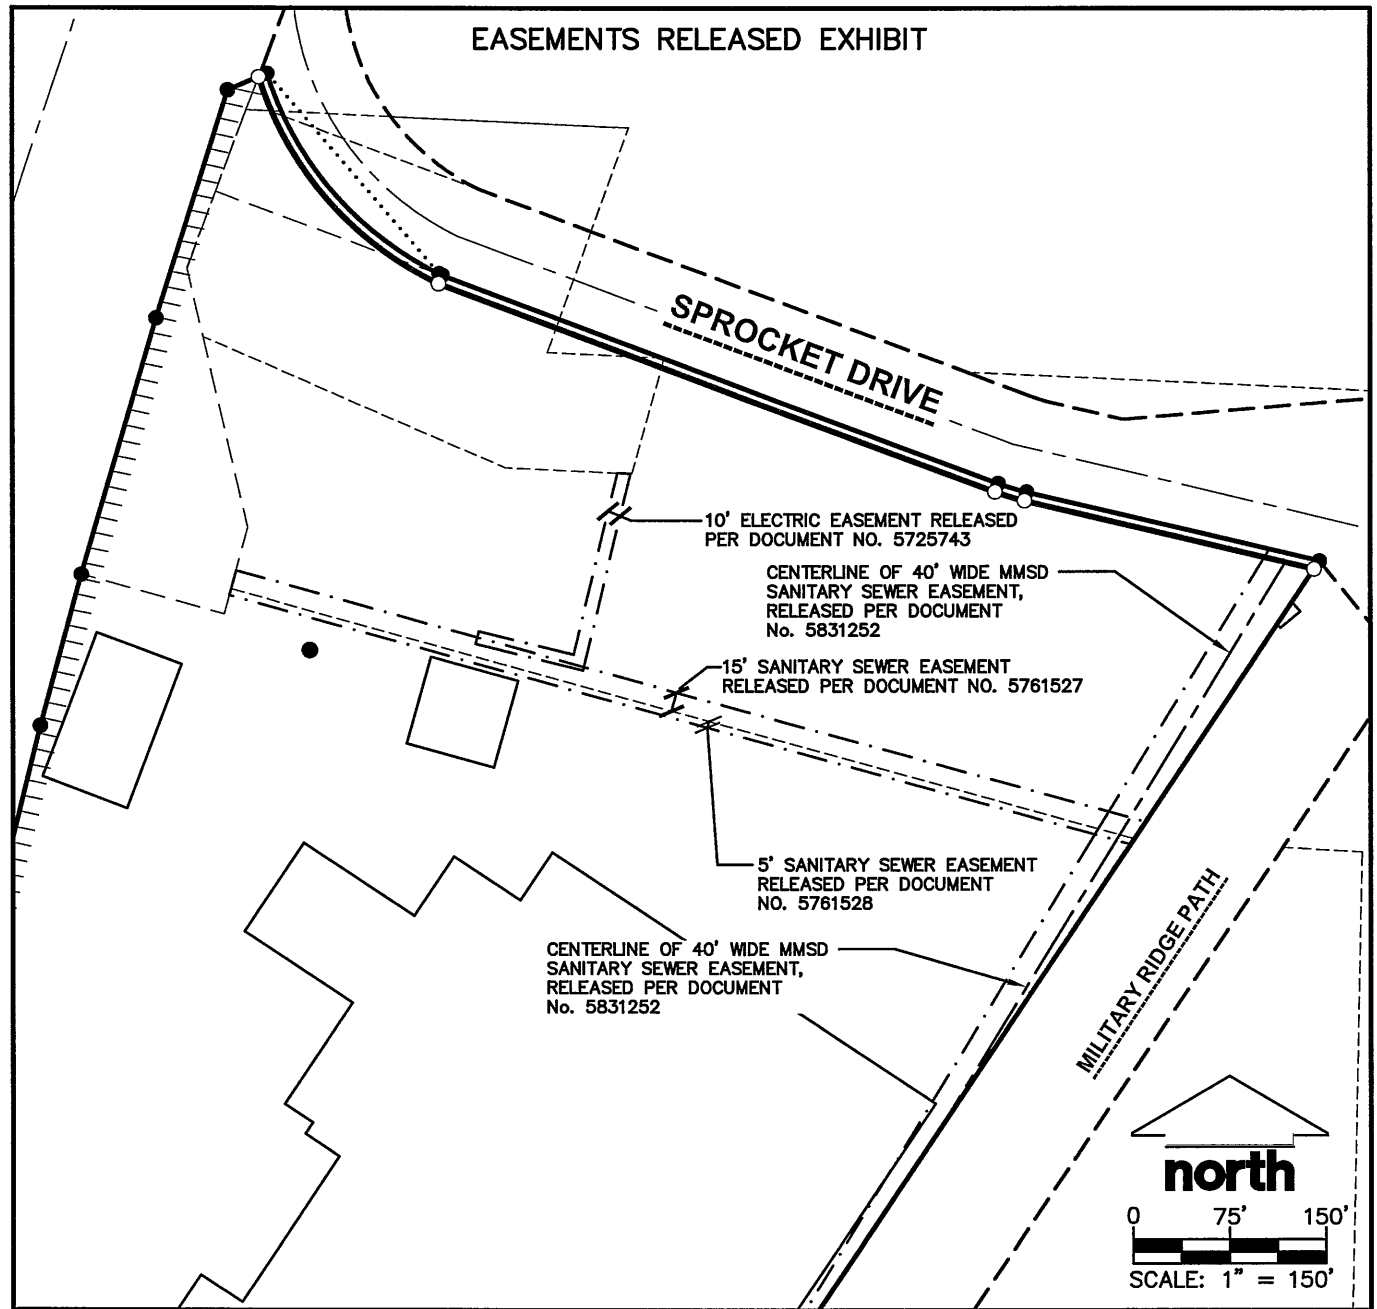 EASEMENTS RELEASED EXHIBIT
SPROCKET DRIVE
10' ELECTRIC EASEMENT RELEASED
PER DOCUMENT NO. 5725743
CENTERLINE OF 40' WIDE MMSD
SANITARY SEWER EASEMENT,
RELEASED PER DOCUMENT
No. 5831252
15' SANITARY SEWER EASEMENT
RELEASED PER DOCUMENT NO. 5761527
5' SANITARY SEWER EASEMENT
RELEASED PER DOCUMENT
NO. 5761528
CENTERLINE OF 40' WIDE MMSD
SANITARY SEWER EASEMENT,
RELEASED PER DOCUMENT
No. 5831252
MILITARY RIDGE PATH
north
0 75' 150'
SCALE: 1" = 150'